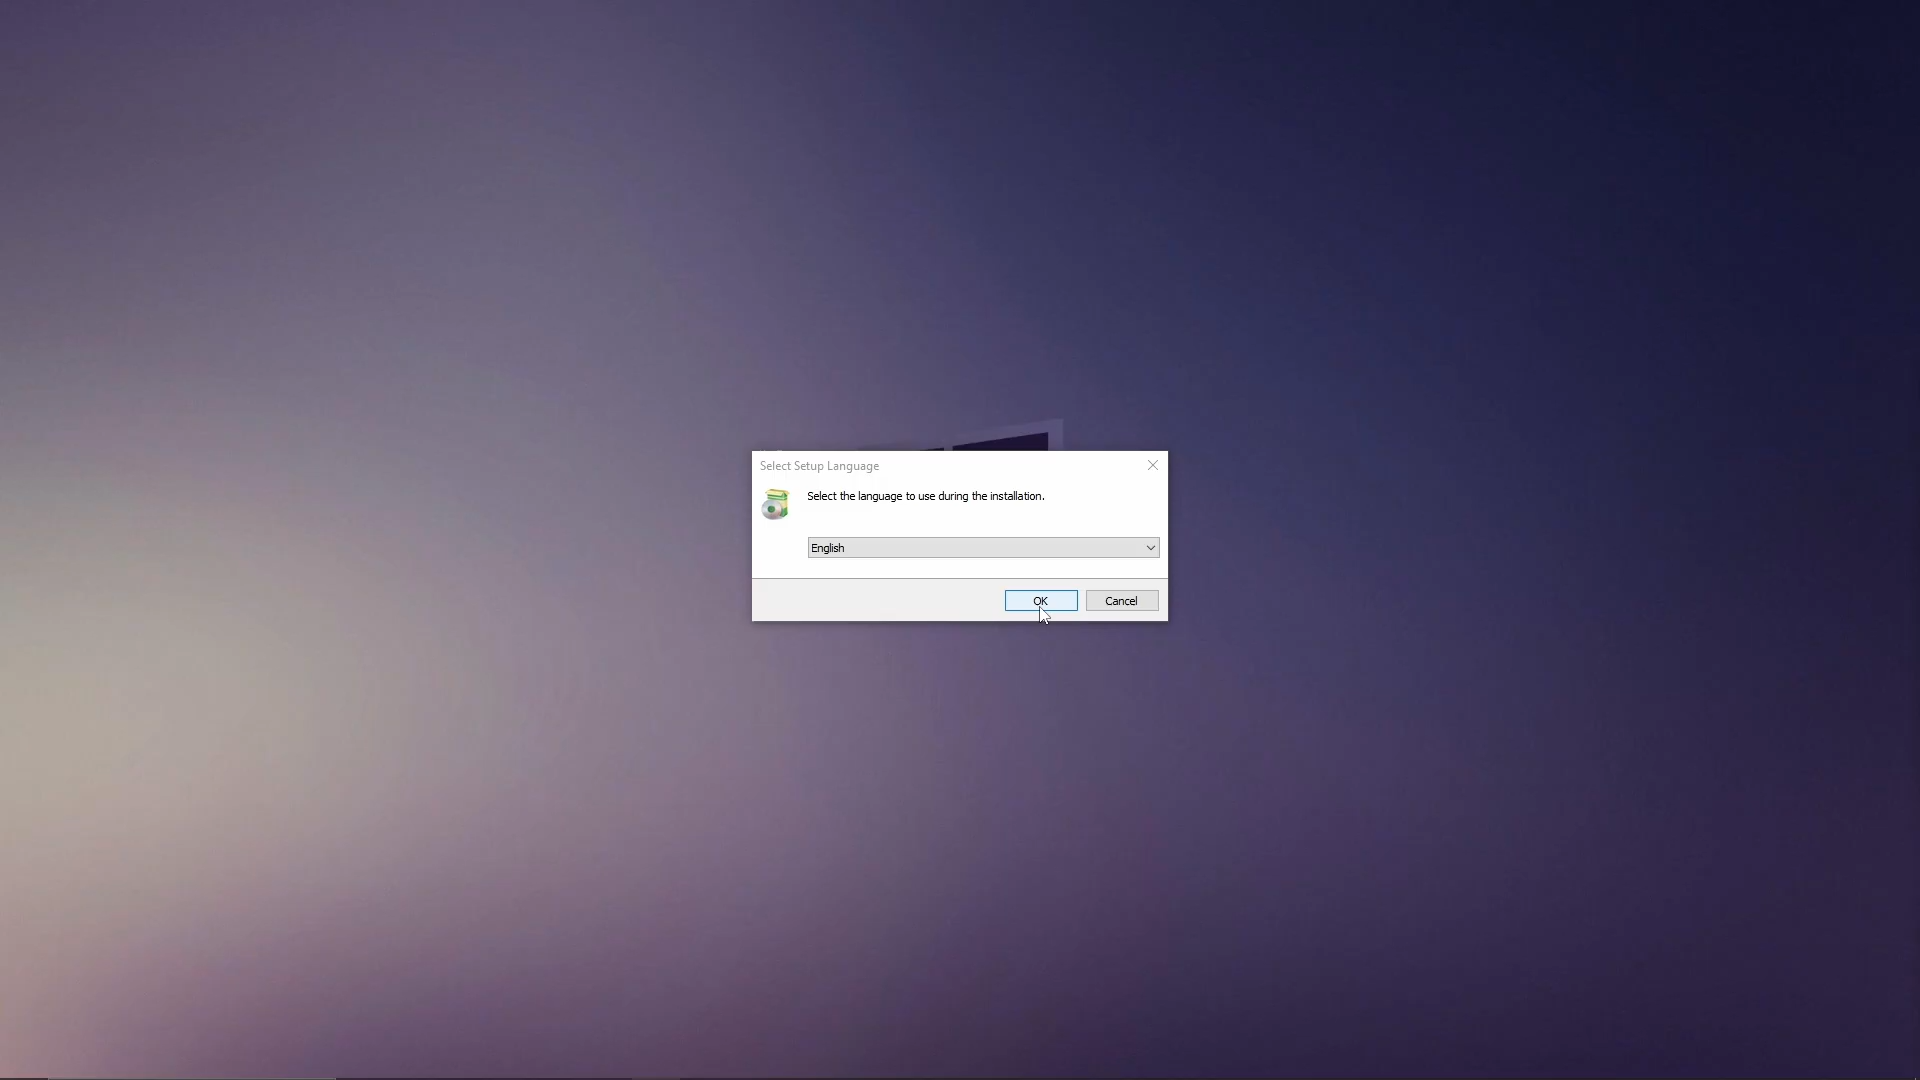 Select Setup Language
Select the language to use during the installation.
English
OK
Cancel